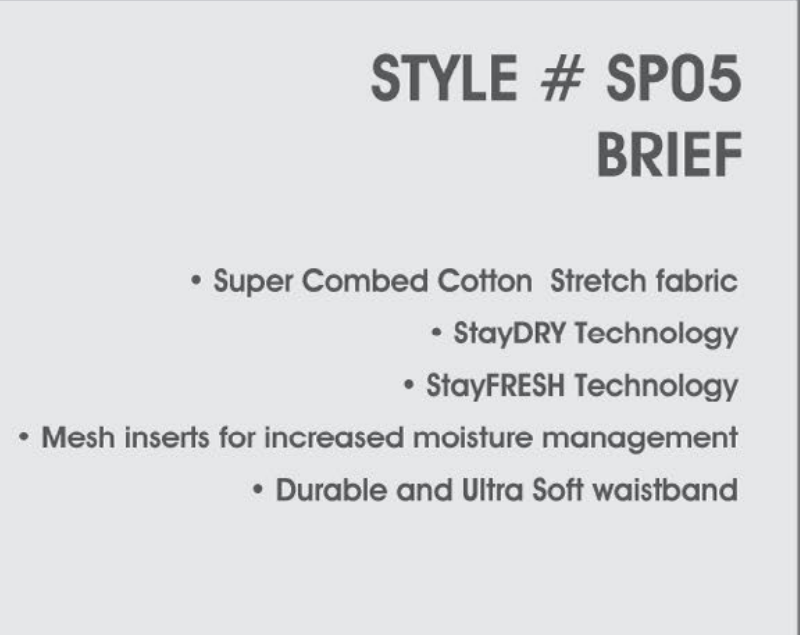 STYLE # SP05
BRIEF
• Super Combed Cotton Stretch fabric
• StayDRY Technology
• StayFRESH Technology
• Mesh inserts for increased moisture management
• Durable and Ultra Soft waistband